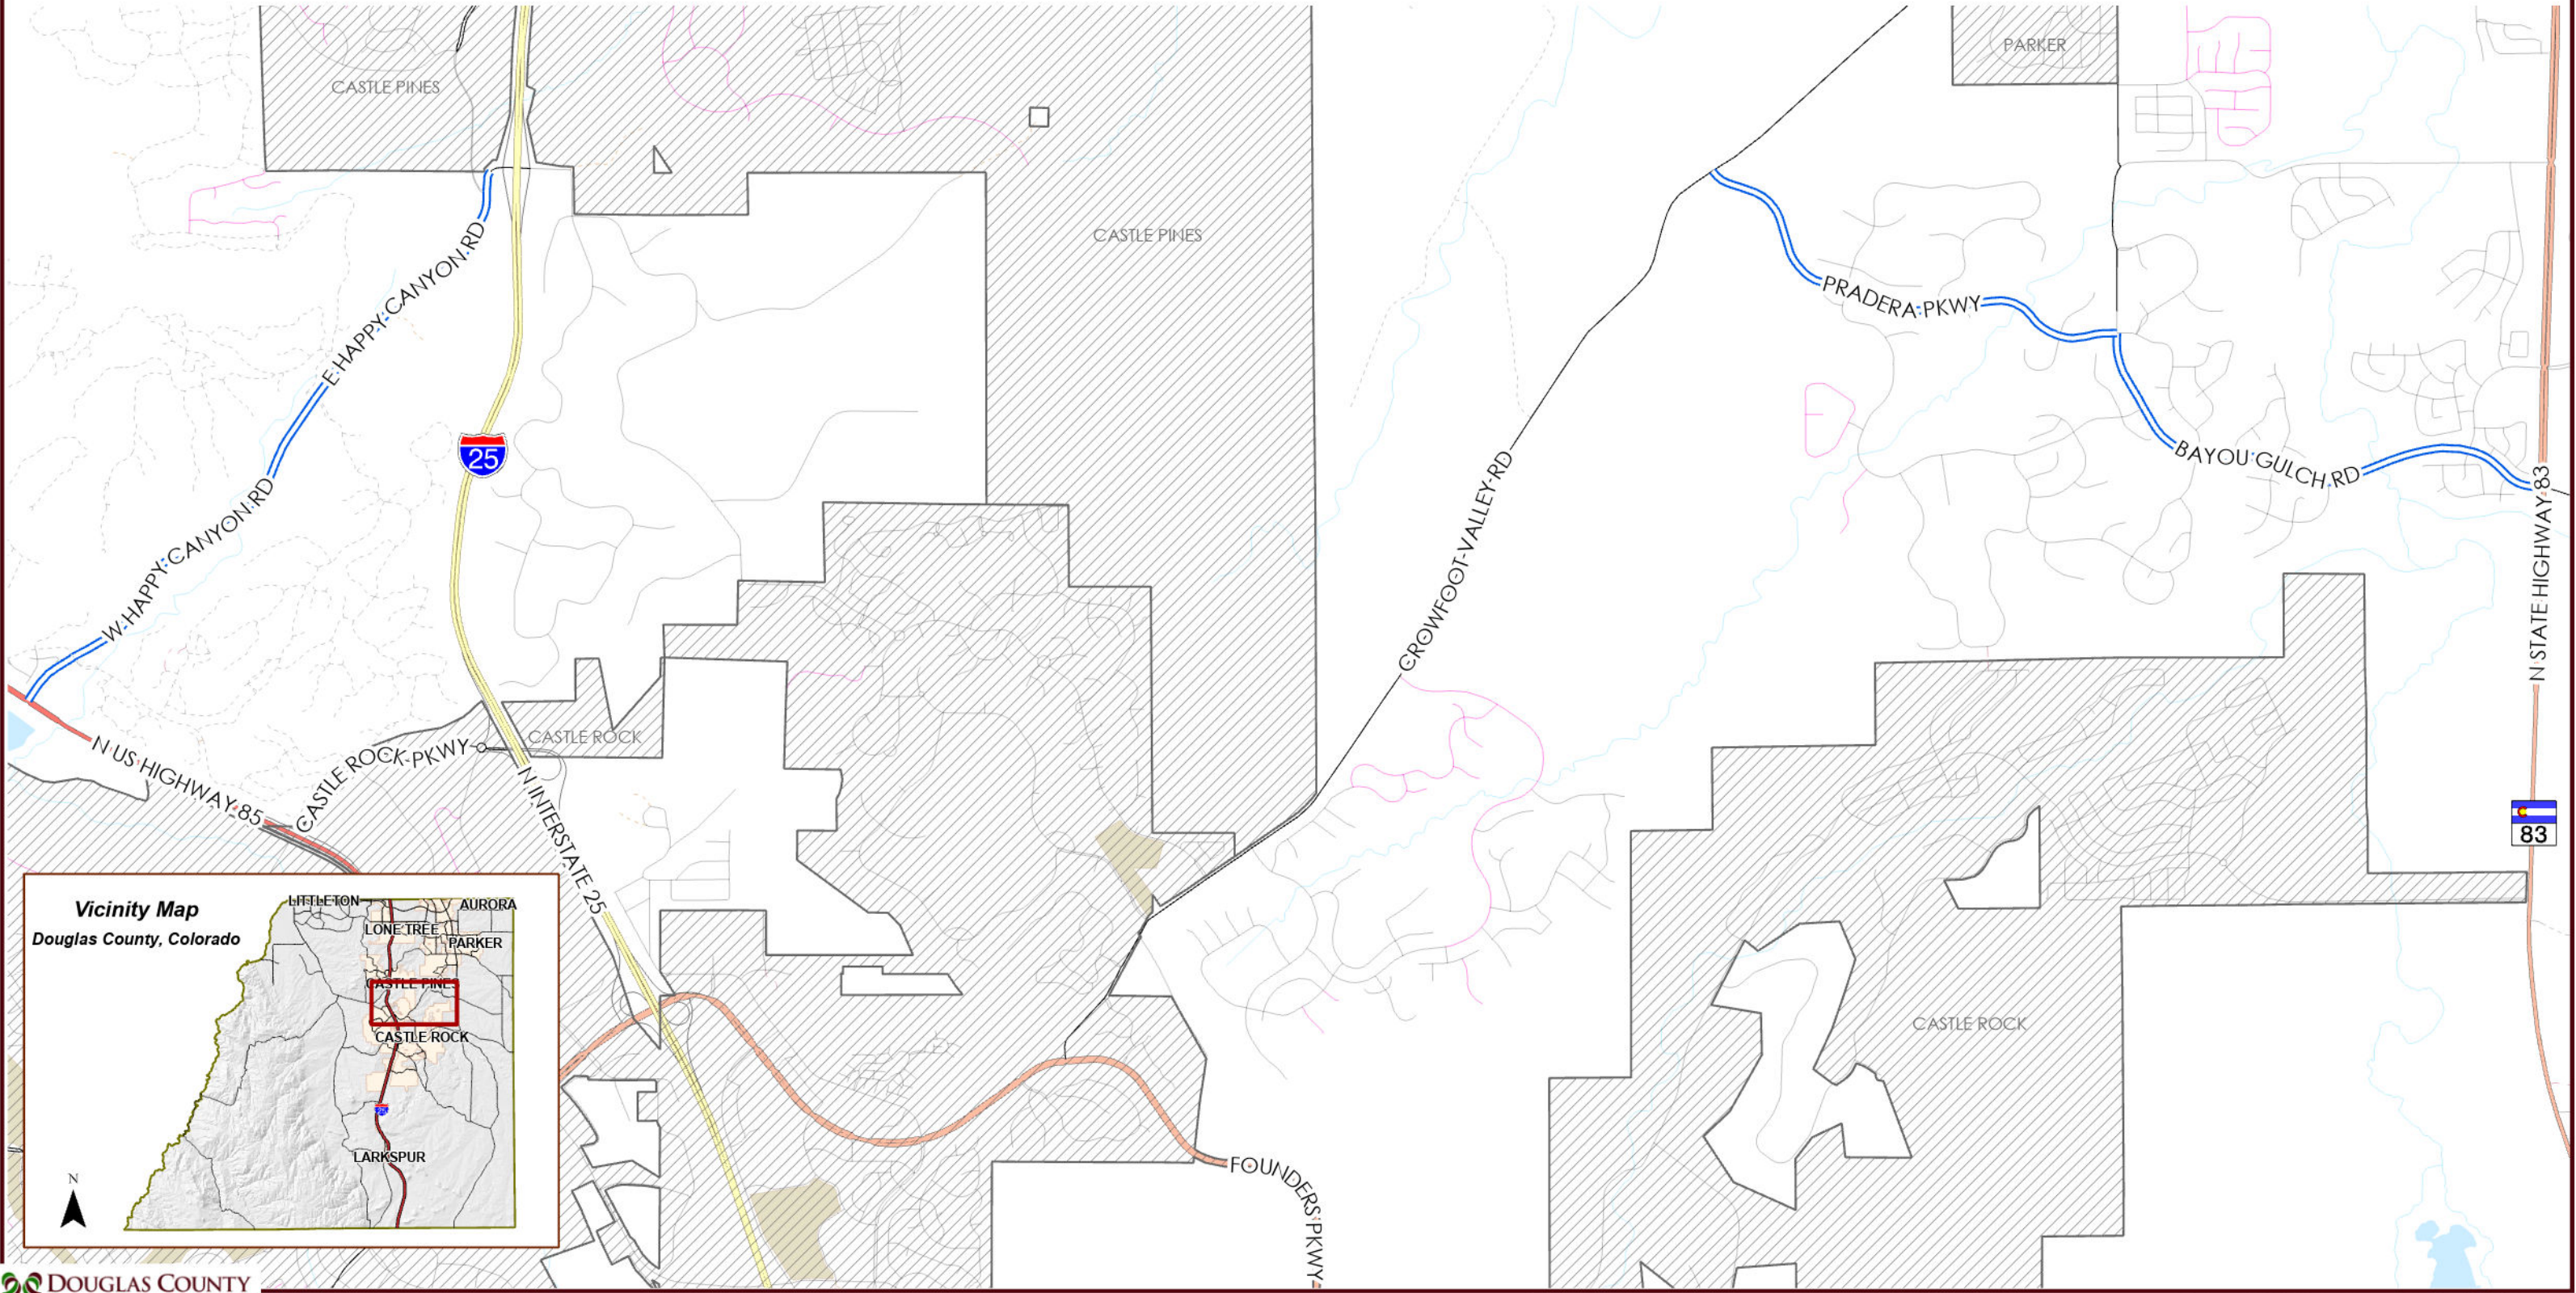 CASTLE PINES
PARKER
CASTLE PINES
E HAPPY CANYON RD
PRADERA PKWY
25
CROWFOOT VALLEY RD
BAYOU GULCH RD
W HAPPY CANYON RD
N STATE HIGHWAY 83
N US HIGHWAY 85
CASTLE ROCK PKWY
CASTLE ROCK
N INTERSTATE 25
83
CASTLE ROCK
FOUNDERS PKWY
Vicinity Map
Douglas County, Colorado
LITTLETON
AURORA
LONE TREE
PARKER
CASTLE PINES
CASTLE ROCK
LARKSPUR
N
DOUGLAS COUNTY